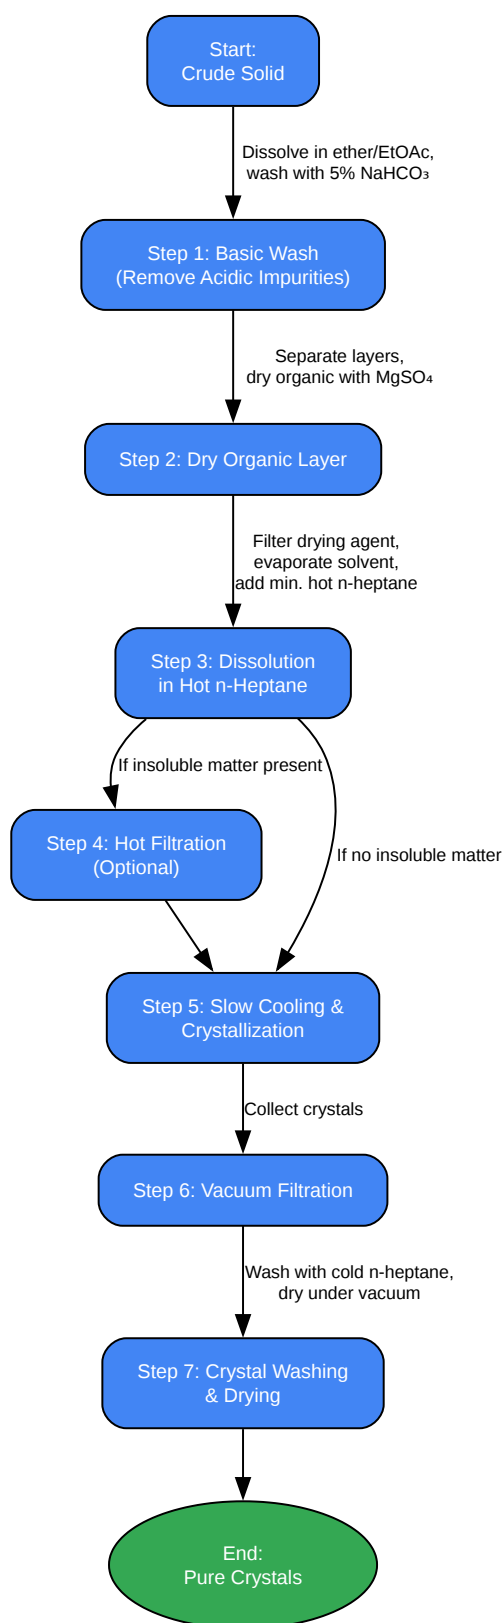 Start:
Crude Solid
Dissolve in ether/EtOAc,
wash with 5% NaHCO₃
Step 1: Basic Wash
(Remove Acidic Impurities)
Separate layers,
dry organic with MgSO₄
Step 2: Dry Organic Layer
Filter drying agent,
evaporate solvent,
add min. hot n-heptane
Step 3: Dissolution
in Hot n-Heptane
If insoluble matter present
Step 4: Hot Filtration
(Optional)
If no insoluble matter
Step 5: Slow Cooling &
Crystallization
Collect crystals
Step 6: Vacuum Filtration
Wash with cold n-heptane,
dry under vacuum
Step 7: Crystal Washing
& Drying
End:
Pure Crystals